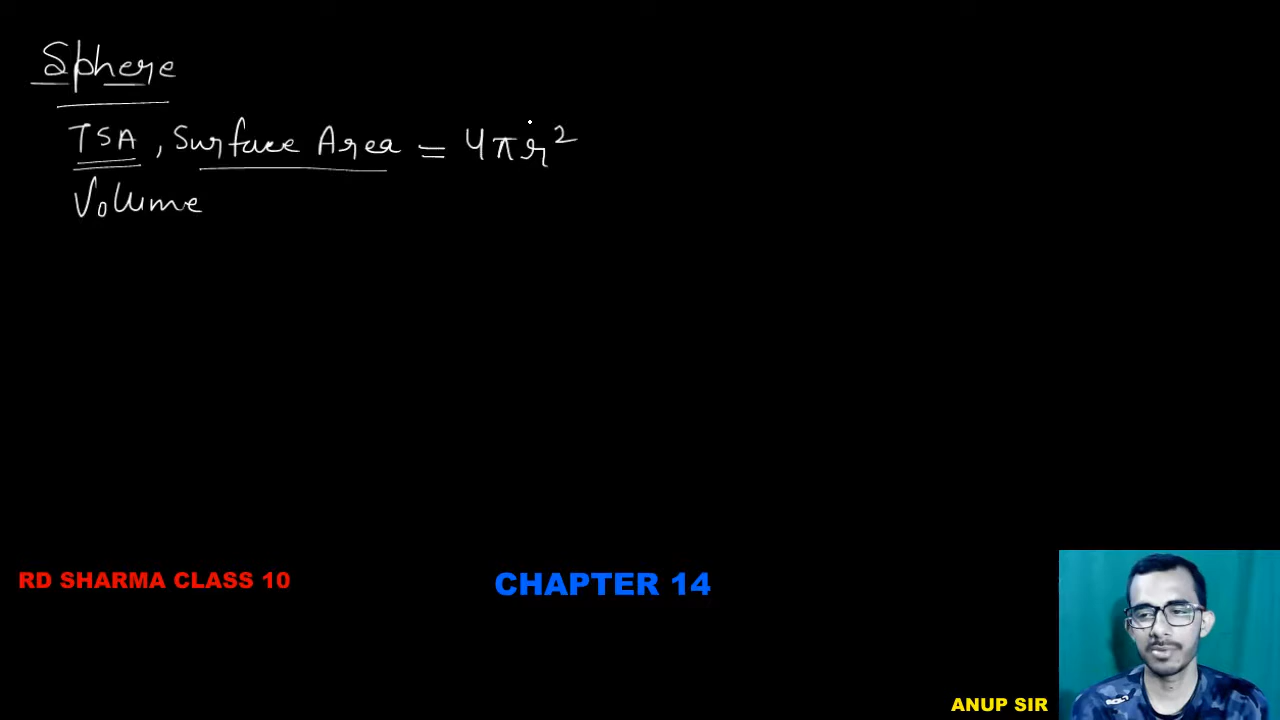 Sphere
TSA, Surface Area = 4πr²
Volume
RD SHARMA CLASS 10
CHAPTER 14
ANUP SIR